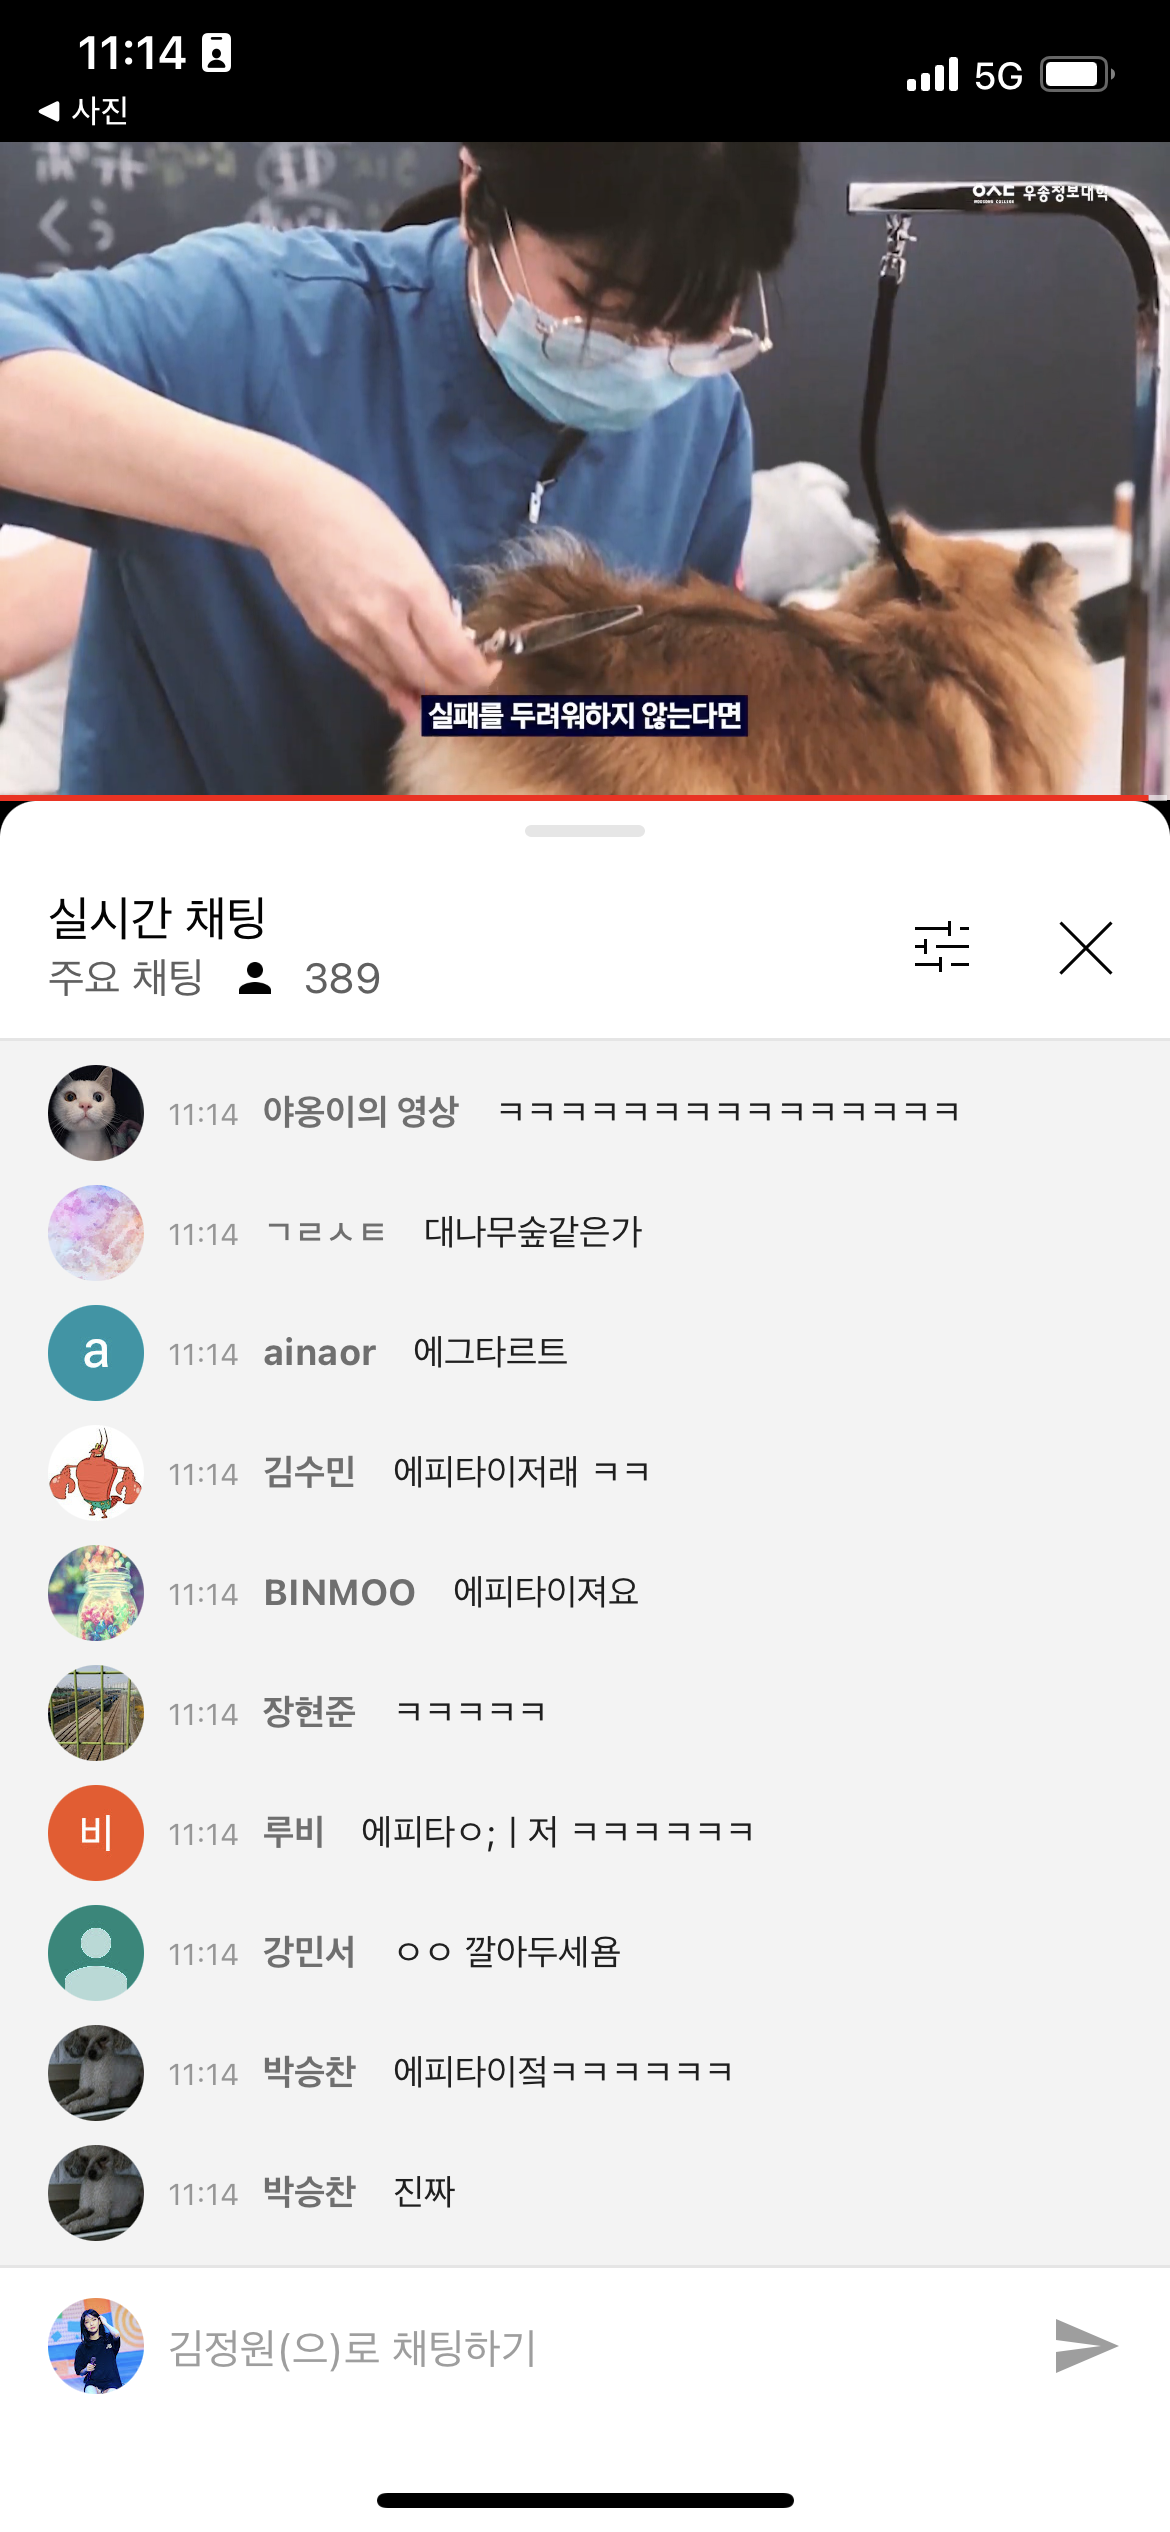 11:14
5G
◀ 사진
우송정보대학
WOOSONG COLLEGE
실패를 두려워하지 않는다면
실시간 채팅
주요 채팅 389
11:14 야옹이의 영상 ㅋㅋㅋㅋㅋㅋㅋㅋㅋㅋㅋㅋㅋㅋㅋ
11:14 ㄱㄹㅅㅌ 대나무숲같은가
a 11:14 ainaor 에그타르트
11:14 김수민 에피타이저래 ㅋㅋ
11:14 BINMOO 에피타이져요
11:14 장현준 ㅋㅋㅋㅋㅋ
비 11:14 루비 에피타ㅇ;ㅣ저 ㅋㅋㅋㅋㅋㅋ
11:14 강민서 ㅇㅇ 깔아두세욤
11:14 박승찬 에피타이젘ㅋㅋㅋㅋㅋㅋ
11:14 박승찬 진짜
김정원(으)로 채팅하기